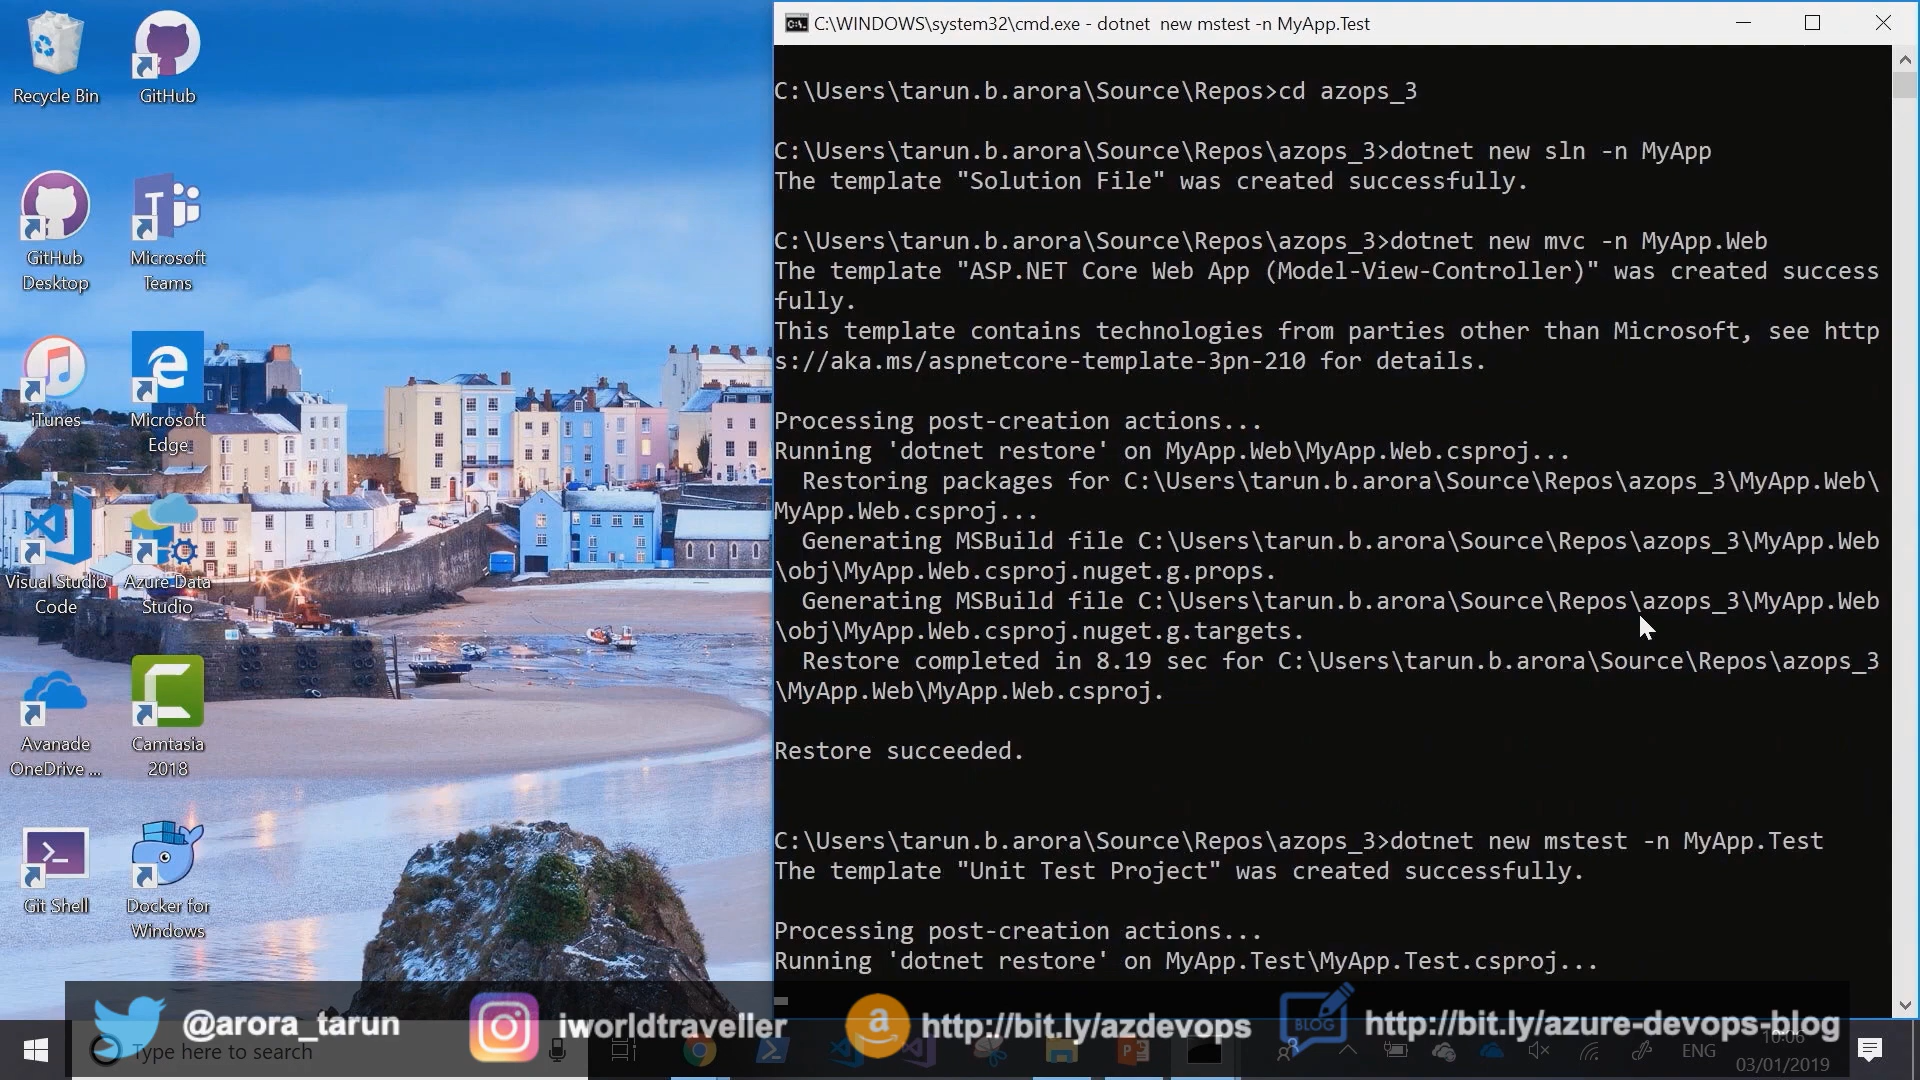 Recycle Bin
GitHub
GitHub
Desktop
Microsoft
Teams
iTunes
Microsoft
Edge
Visual Studio
Code
Azure Data
Studio
Avanade
OneDrive ...
Camtasia
2018
Git Shell
Docker for
Windows
C:\WINDOWS\system32\cmd.exe - dotnet  new mstest -n MyApp.Test
C:\Users\tarun.b.arora\Source\Repos>cd azops_3
C:\Users\tarun.b.arora\Source\Repos\azops_3>dotnet new sln -n MyApp
The template "Solution File" was created successfully.
C:\Users\tarun.b.arora\Source\Repos\azops_3>dotnet new mvc -n MyApp.Web
The template "ASP.NET Core Web App (Model-View-Controller)" was created success
fully.
This template contains technologies from parties other than Microsoft, see http
s://aka.ms/aspnetcore-template-3pn-210 for details.
Processing post-creation actions...
Running 'dotnet restore' on MyApp.Web\MyApp.Web.csproj...
  Restoring packages for C:\Users\tarun.b.arora\Source\Repos\azops_3\MyApp.Web\
MyApp.Web.csproj...
  Generating MSBuild file C:\Users\tarun.b.arora\Source\Repos\azops_3\MyApp.Web
\obj\MyApp.Web.csproj.nuget.g.props.
  Generating MSBuild file C:\Users\tarun.b.arora\Source\Repos\azops_3\MyApp.Web
\obj\MyApp.Web.csproj.nuget.g.targets.
  Restore completed in 8.19 sec for C:\Users\tarun.b.arora\Source\Repos\azops_3
\MyApp.Web\MyApp.Web.csproj.
Restore succeeded.
C:\Users\tarun.b.arora\Source\Repos\azops_3>dotnet new mstest -n MyApp.Test
The template "Unit Test Project" was created successfully.
Processing post-creation actions...
Running 'dotnet restore' on MyApp.Test\MyApp.Test.csproj...
@arora_tarun
iworldtraveller
http://bit.ly/azdevops
BLOG
http://bit.ly/azure-devops-blog
Type here to search
ENG
10:06
03/01/2019